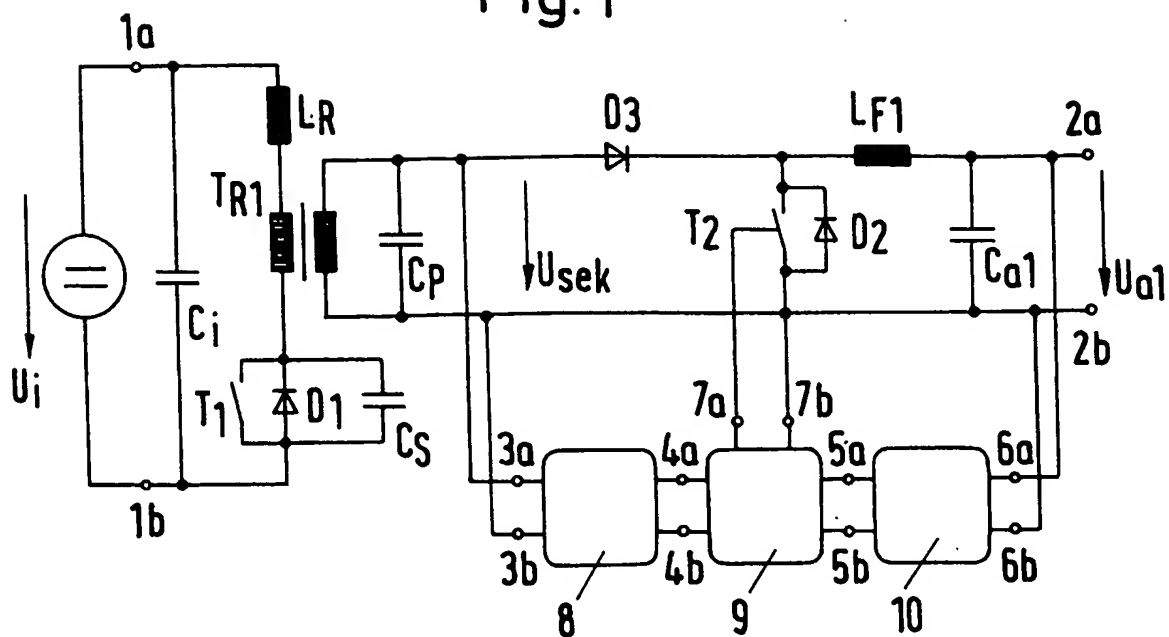 Fig. 1
1a
LR
D3
LF1
2a
TR1
T2
D2
CP
Usek
Ca1
Ua1
Ci
Ui
2b
T1
D1
CS
7a
7b
1b
3a
4a
5a
6a
3b
4b
5b
6b
8
9
10